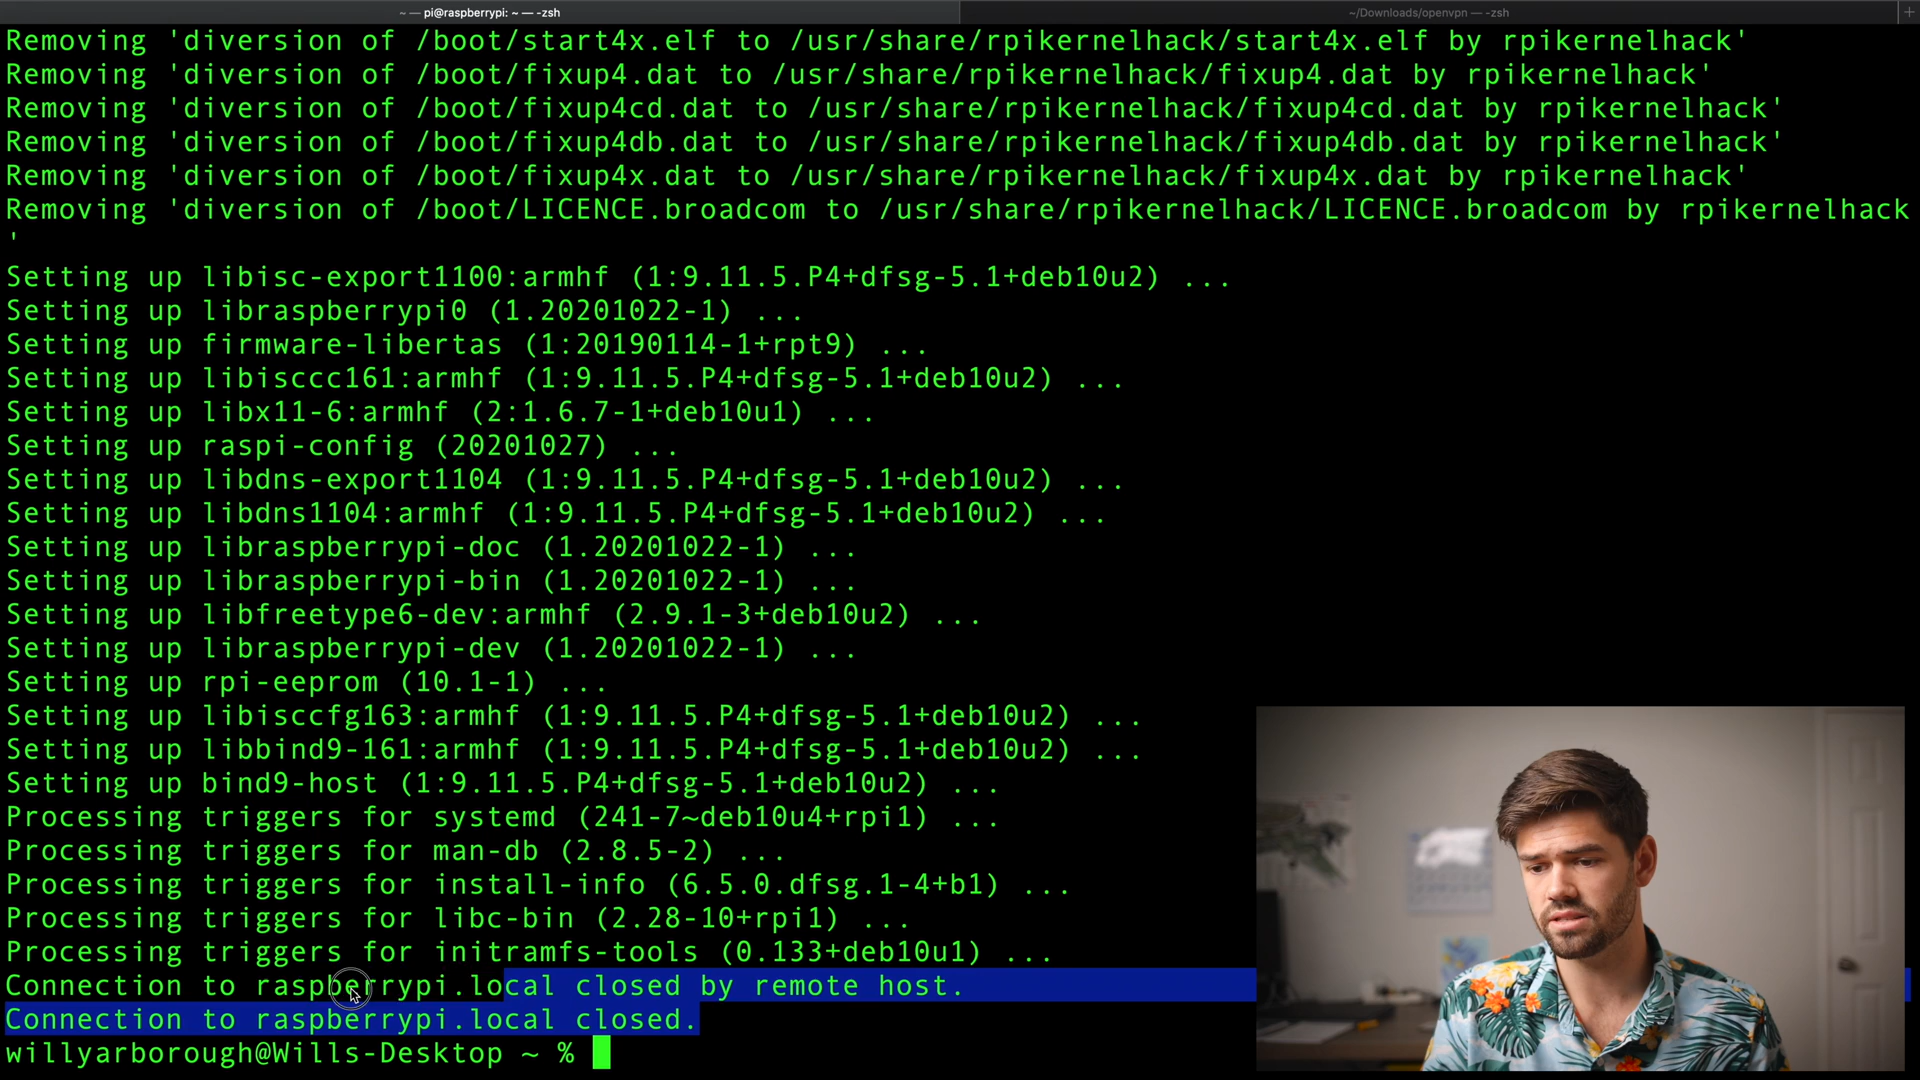 ~ — pi@raspberrypi: ~ — -zsh
~/Downloads/openvpn — -zsh
+
Removing 'diversion of /boot/start4x.elf to /usr/share/rpikernelhack/start4x.elf by rpikernelhack'
Removing 'diversion of /boot/fixup4.dat to /usr/share/rpikernelhack/fixup4.dat by rpikernelhack'
Removing 'diversion of /boot/fixup4cd.dat to /usr/share/rpikernelhack/fixup4cd.dat by rpikernelhack'
Removing 'diversion of /boot/fixup4db.dat to /usr/share/rpikernelhack/fixup4db.dat by rpikernelhack'
Removing 'diversion of /boot/fixup4x.dat to /usr/share/rpikernelhack/fixup4x.dat by rpikernelhack'
Removing 'diversion of /boot/LICENCE.broadcom to /usr/share/rpikernelhack/LICENCE.broadcom by rpikernelhack
'
Setting up libisc-export1100:armhf (1:9.11.5.P4+dfsg-5.1+deb10u2) ...
Setting up libraspberrypi0 (1.20201022-1) ...
Setting up firmware-libertas (1:20190114-1+rpt9) ...
Setting up libisccc161:armhf (1:9.11.5.P4+dfsg-5.1+deb10u2) ...
Setting up libx11-6:armhf (2:1.6.7-1+deb10u1) ...
Setting up raspi-config (20201027) ...
Setting up libdns-export1104 (1:9.11.5.P4+dfsg-5.1+deb10u2) ...
Setting up libdns1104:armhf (1:9.11.5.P4+dfsg-5.1+deb10u2) ...
Setting up libraspberrypi-doc (1.20201022-1) ...
Setting up libraspberrypi-bin (1.20201022-1) ...
Setting up libfreetype6-dev:armhf (2.9.1-3+deb10u2) ...
Setting up libraspberrypi-dev (1.20201022-1) ...
Setting up rpi-eeprom (10.1-1) ...
Setting up libisccfg163:armhf (1:9.11.5.P4+dfsg-5.1+deb10u2) ...
Setting up libbind9-161:armhf (1:9.11.5.P4+dfsg-5.1+deb10u2) ...
Setting up bind9-host (1:9.11.5.P4+dfsg-5.1+deb10u2) ...
Processing triggers for systemd (241-7~deb10u4+rpi1) ...
Processing triggers for man-db (2.8.5-2) ...
Processing triggers for install-info (6.5.0.dfsg.1-4+b1) ...
Processing triggers for libc-bin (2.28-10+rpi1) ...
Processing triggers for initramfs-tools (0.133+deb10u1) ...
Connection to raspberrypi.local closed by remote host.
Connection to raspberrypi.local closed.
willyarborough@Wills-Desktop ~ %